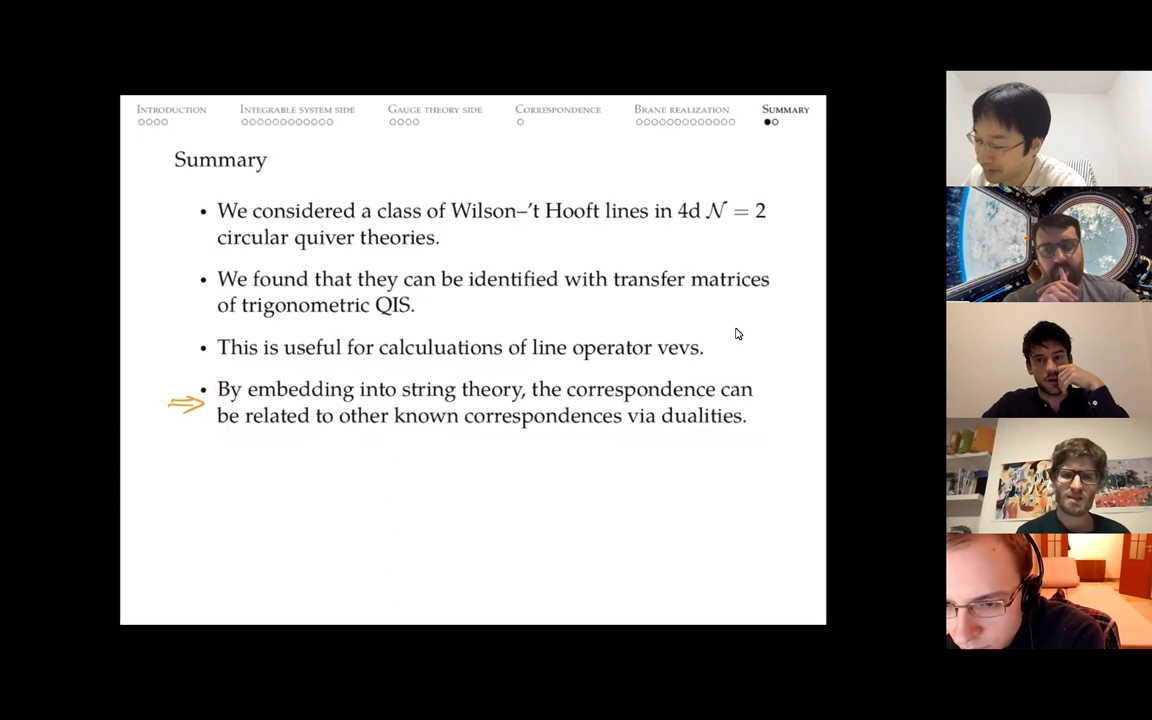 INTRODUCTION INTEGRABLE SYSTEM SIDE GAUGE THEORY SIDE CORRESPONDENCE BRANE REALIZATION SUMMARY
Summary
• We considered a class of Wilson–'t Hooft lines in 4d 𝒩 = 2
circular quiver theories.
• We found that they can be identified with transfer matrices
of trigonometric QIS.
• This is useful for calculuations of line operator vevs.
• By embedding into string theory, the correspondence can
be related to other known correspondences via dualities.